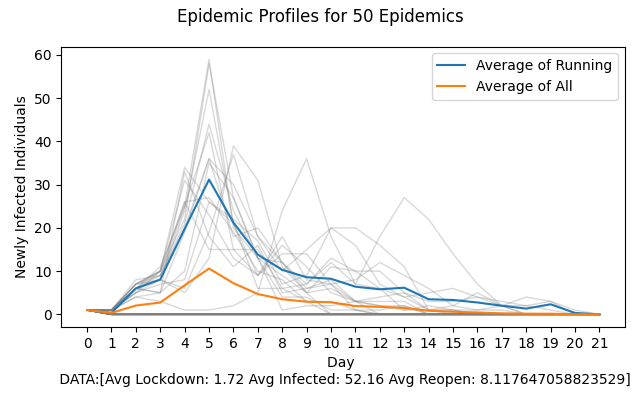 Epidemic Profiles for 50 Epidemics
Newly Infected Individuals
60
50
40
30
20
10
0
Average of Running
Average of All
0 1 2 3 4 5 6 7 8 9 10 11 12 13 14 15 16 17 18 19 20 21
Day
DATA:[Avg Lockdown: 1.72 Avg Infected: 52.16 Avg Reopen: 8.117647058823529]